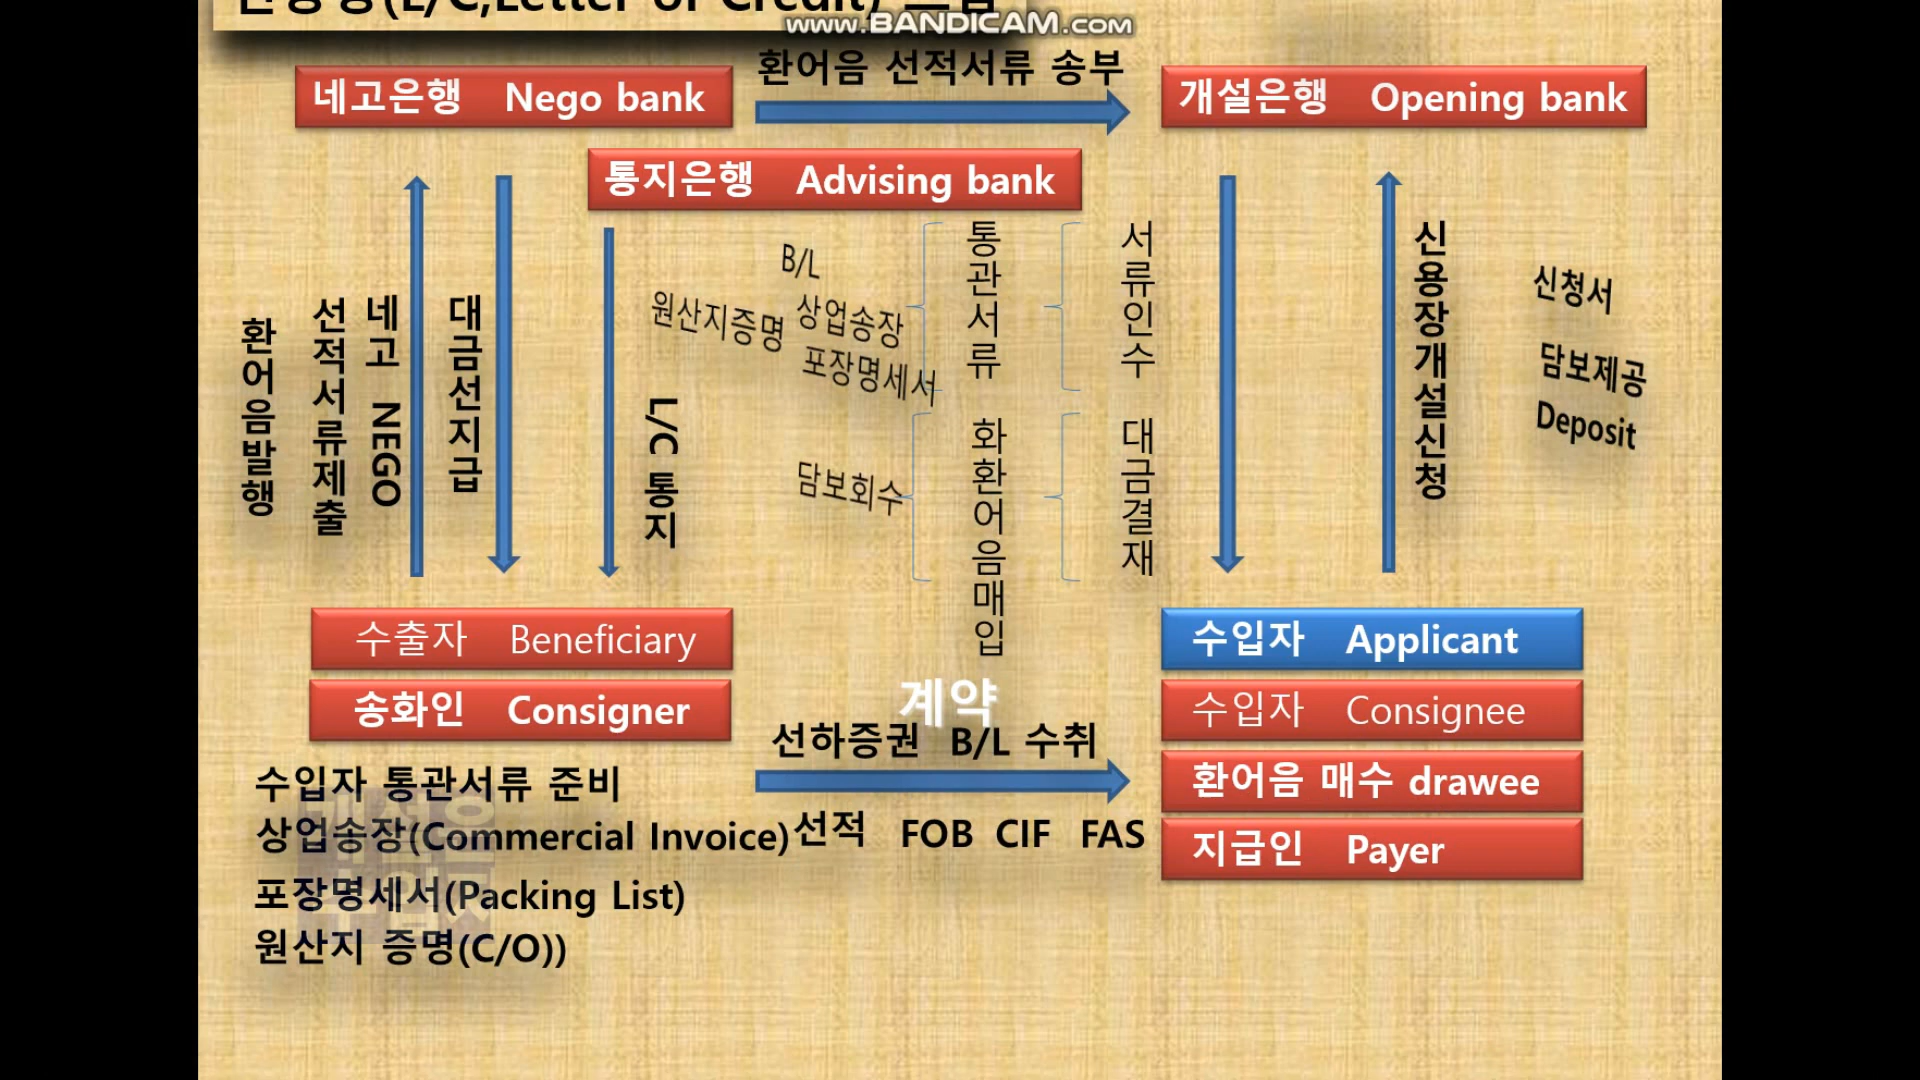 (L/C,Letter of Credit)
www.BANDICAM.com
환어음 선적서류 송부
네고은행 Nego bank
개설은행 Opening bank
통지은행 Advising bank
환어음발행
선적서류제출
네고 NEGO
대금선지급
L/C 통지
B/L
원산지증명
상업송장
포장명세서
담보회수
통관서류
화환어음매입
서류인수
대금결재
신용장개설신청
신청서
담보제공
Deposit
수출자 Beneficiary
송화인 Consigner
계약
선하증권 B/L 수취
선적 FOB CIF FAS
수입자 Applicant
수입자 Consignee
환어음 매수 drawee
지급인 Payer
수입자 통관서류 준비
상업송장(Commercial Invoice)
포장명세서(Packing List)
원산지 증명(C/O))